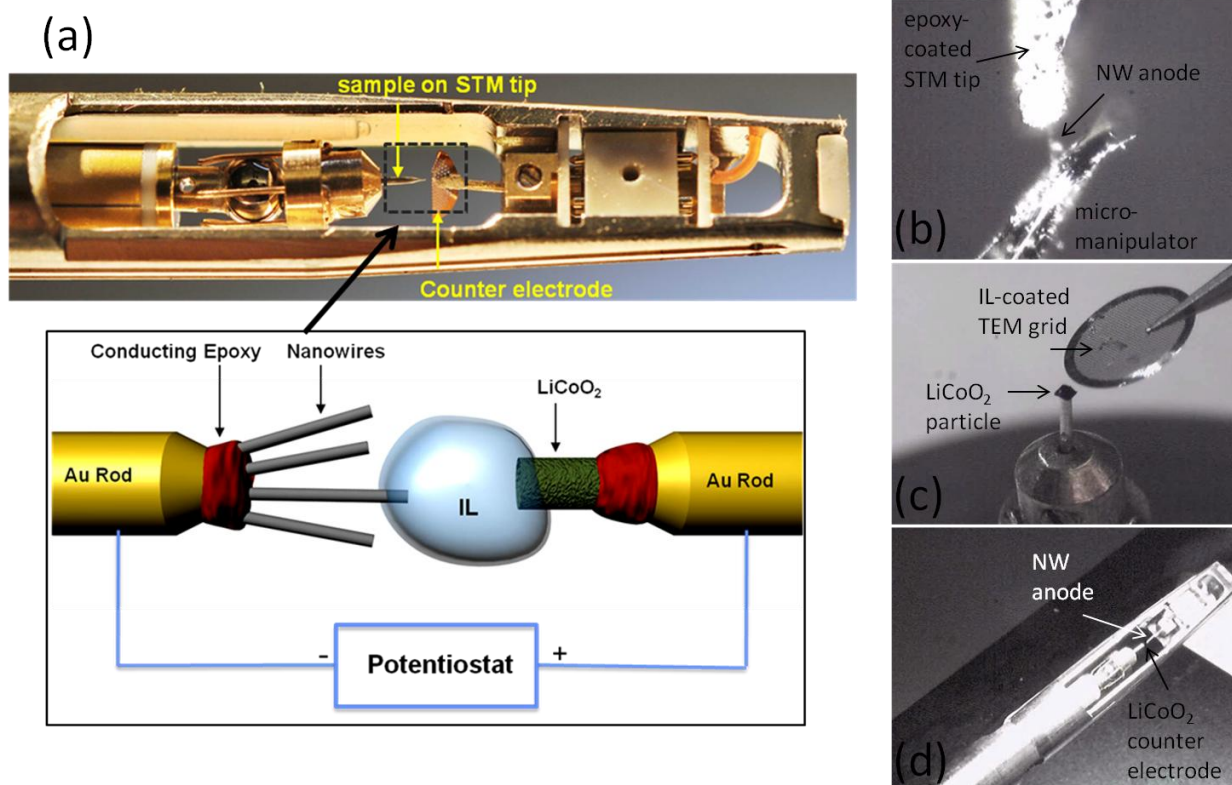 (a)
sample on STM tip
Counter electrode
Conducting Epoxy
Nanowires
LiCoO₂
Au Rod
IL
Au Rod
-
Potentiostat
+
epoxy-
coated
STM tip
NW anode
micro-
manipulator
(b)
IL-coated
TEM grid
LiCoO₂
particle
(c)
NW
anode
LiCoO₂
counter
electrode
(d)